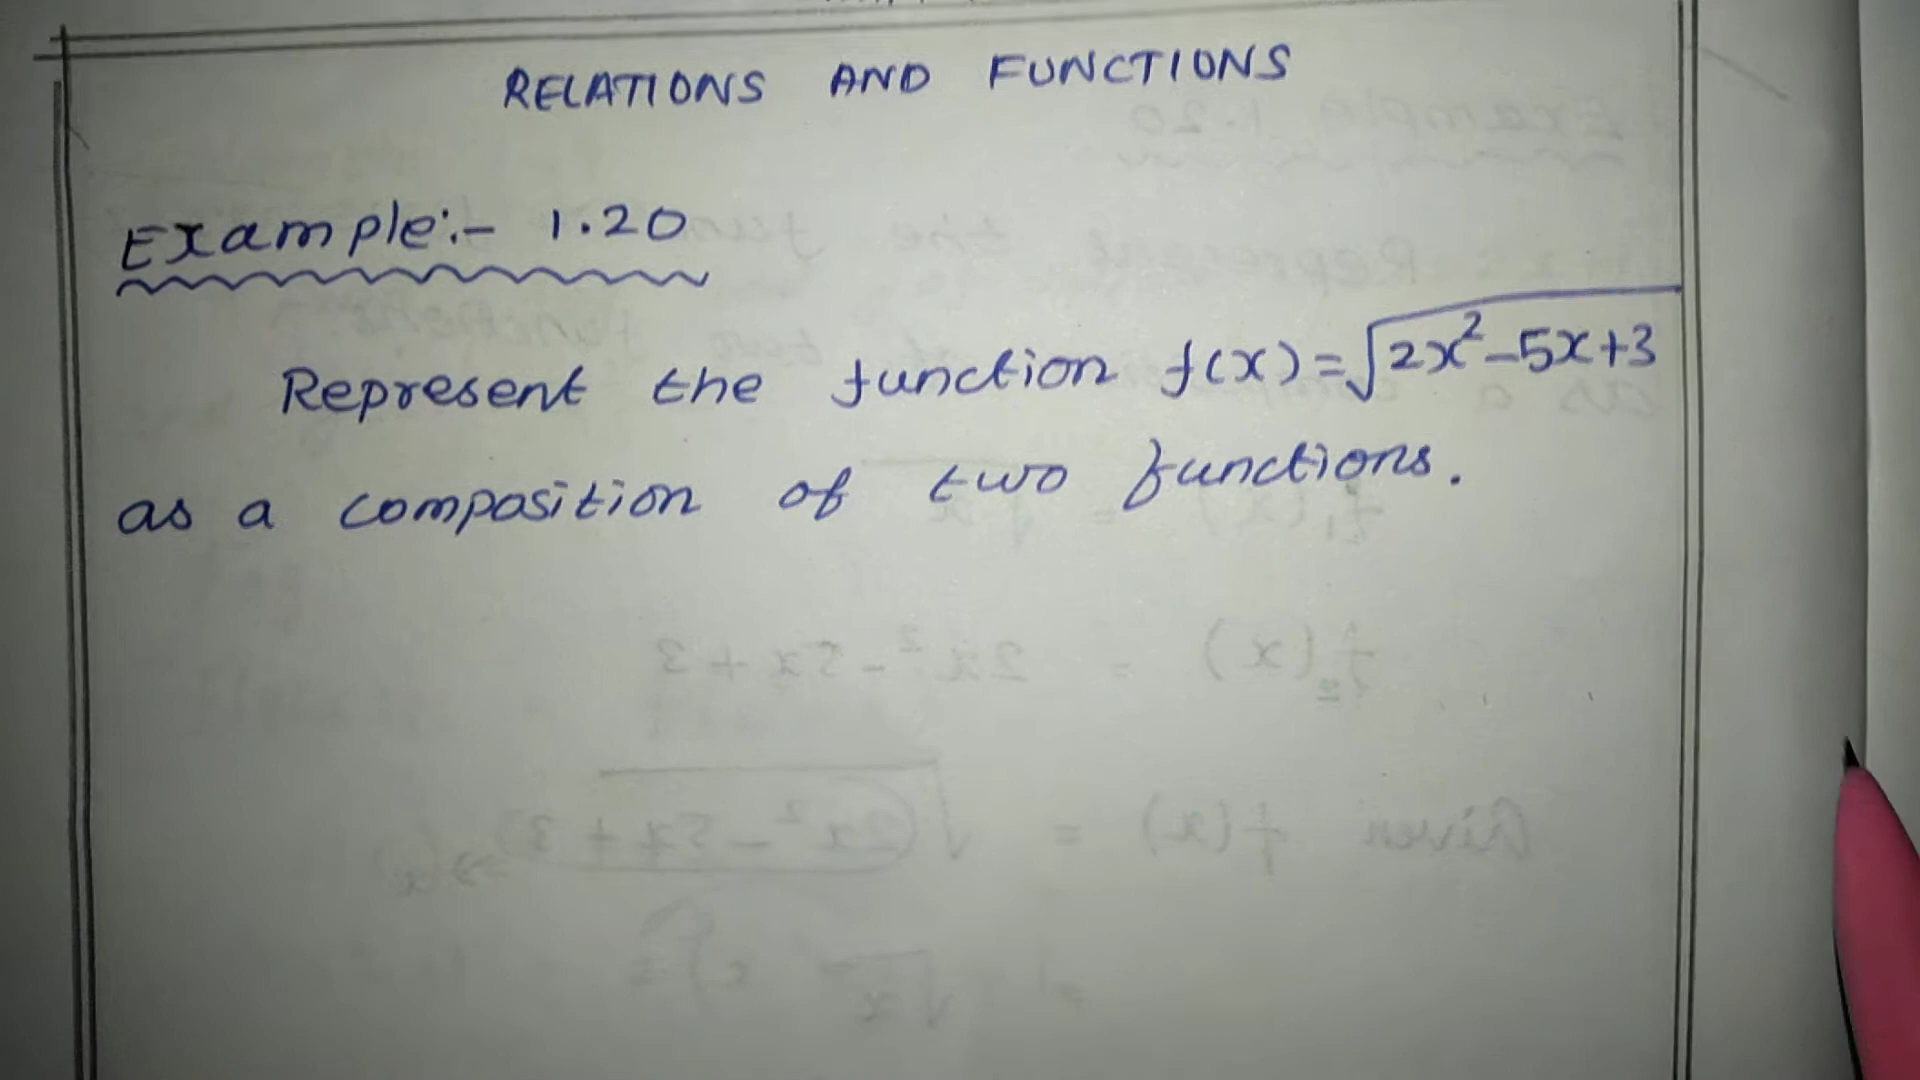 RELATIONS AND FUNCTIONS
Example:- 1.20
Represent the function f(x)=√2x²-5x+3
as a composition of two functions.